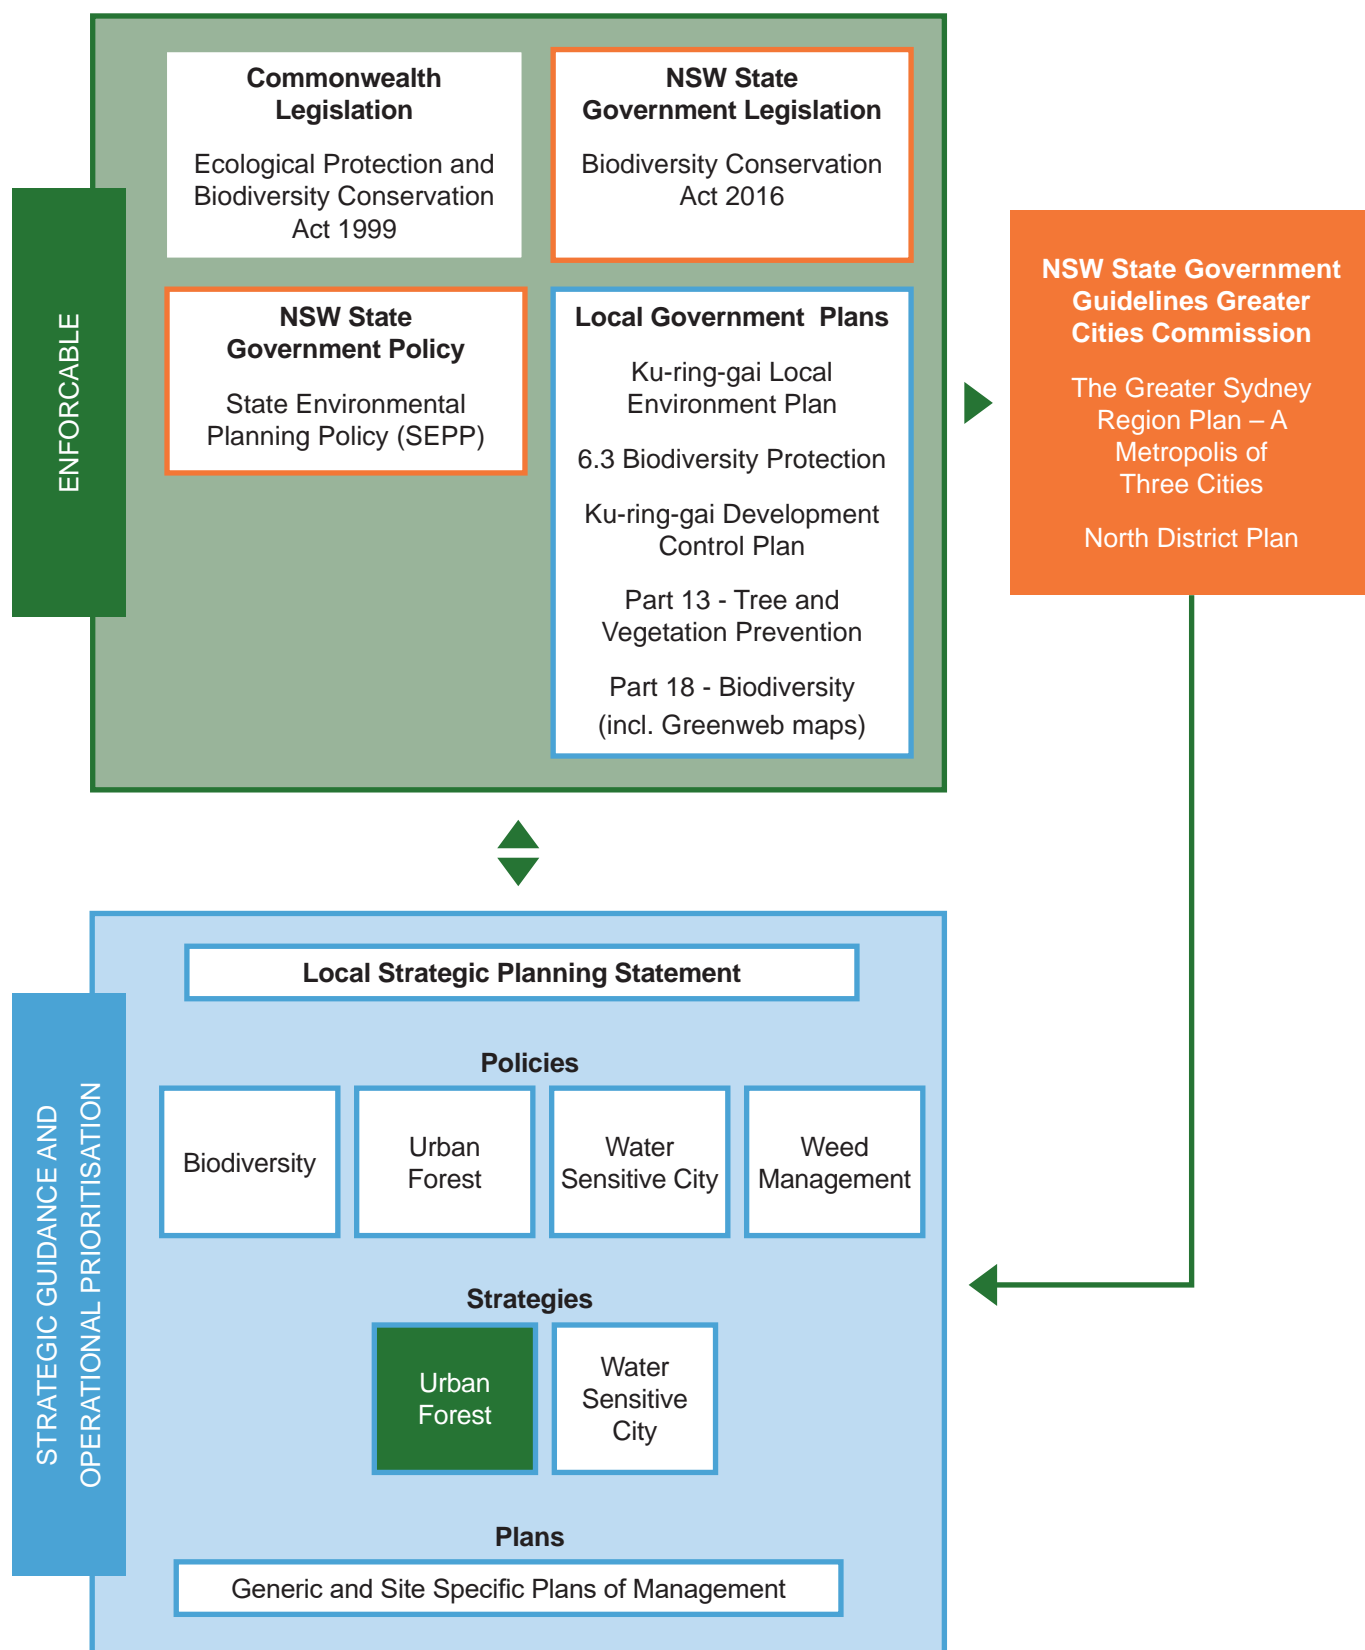 ENFORCABLE
Commonwealth
Legislation
Ecological Protection and
Biodiversity Conservation
Act 1999
NSW State
Government Legislation
Biodiversity Conservation
Act 2016
NSW State
Government Policy
State Environmental
Planning Policy (SEPP)
Local Government Plans
Ku-ring-gai Local
Environment Plan
6.3 Biodiversity Protection
Ku-ring-gai Development
Control Plan
Part 13 - Tree and
Vegetation Prevention
Part 18 - Biodiversity
(incl. Greenweb maps)
NSW State Government
Guidelines Greater
Cities Commission
The Greater Sydney
Region Plan – A
Metropolis of
Three Cities
North District Plan
STRATEGIC GUIDANCE AND
OPERATIONAL PRIORITISATION
Local Strategic Planning Statement
Policies
Biodiversity
Urban
Forest
Water
Sensitive City
Weed
Management
Strategies
Urban
Forest
Water
Sensitive
City
Plans
Generic and Site Specific Plans of Management